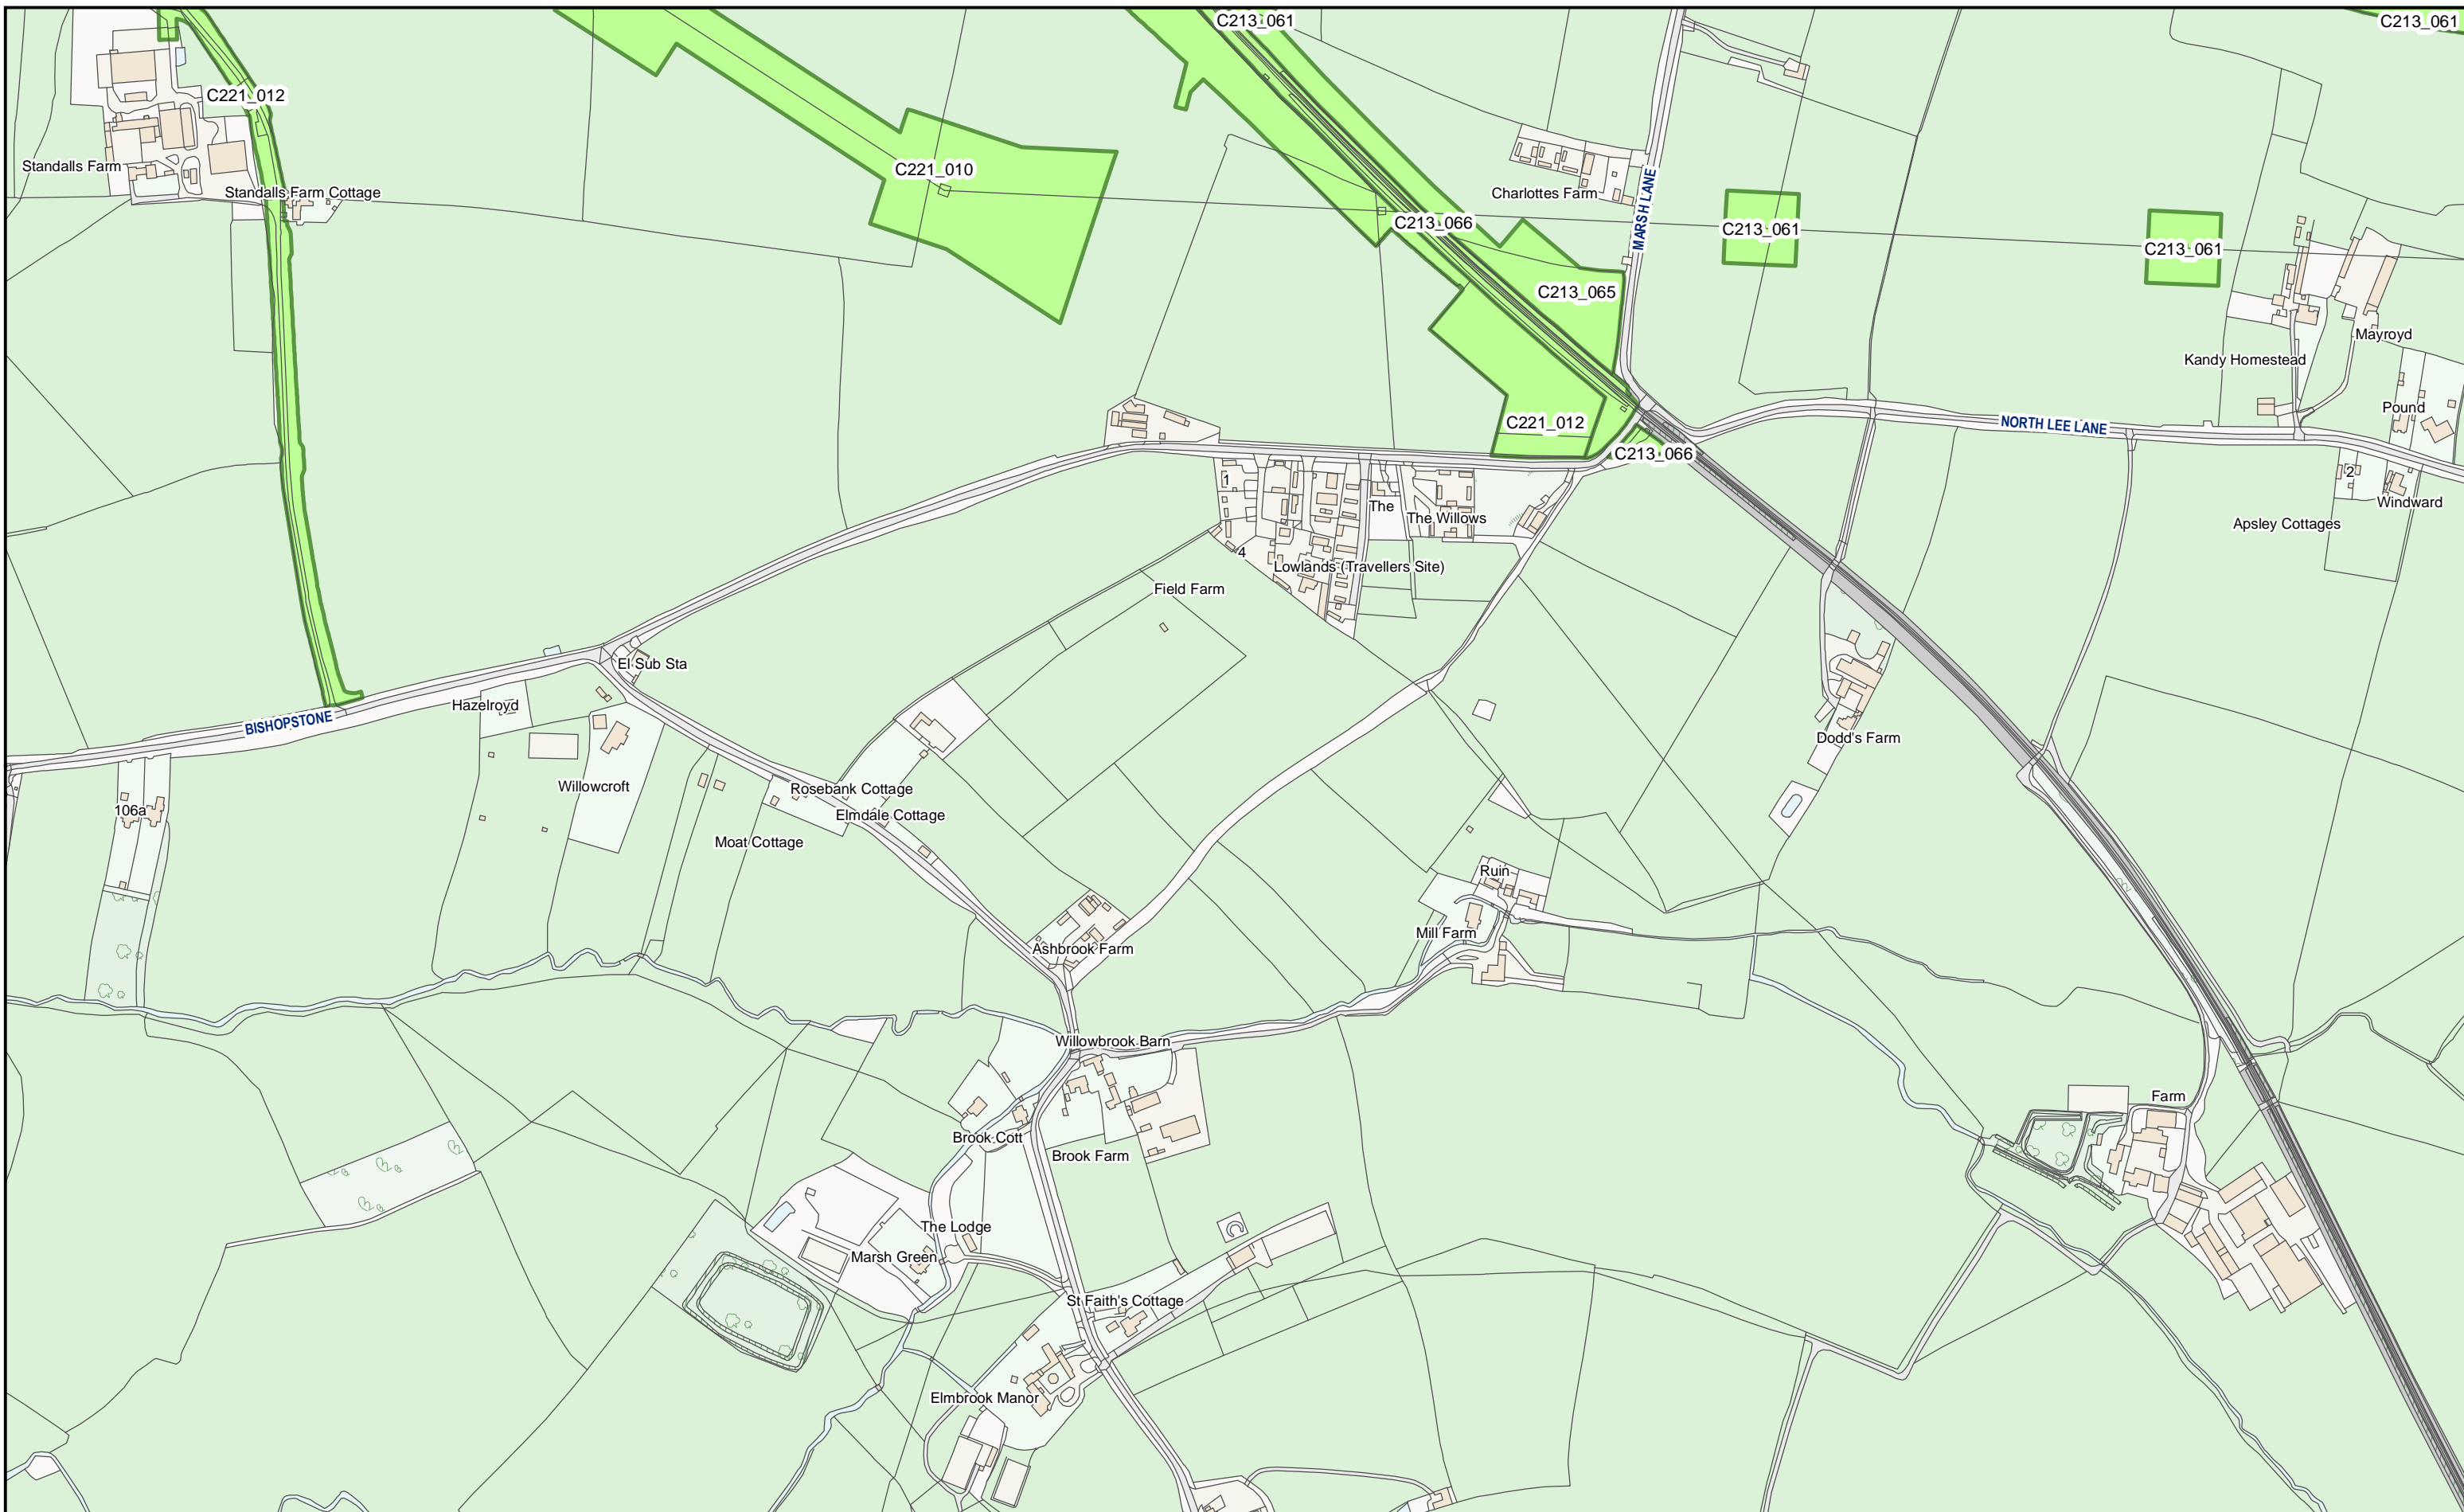 C213_061
C213_061
C221_012
Standalls Farm
C221_010
Standalls Farm Cottage
Charlottes Farm
MARSH LANE
C213_066
C213_061
C213_061
C213_065
Mayroyd
Kandy Homestead
Pound
C221_012
NORTH LEE LANE
C213_066
1
2
The
The Willows
Windward
Apsley Cottages
4
Lowlands (Travellers Site)
Field Farm
El Sub Sta
Hazelroyd
BISHOPSTONE
Dodd's Farm
Willowcroft
Rosebank Cottage
106a
Elmdale Cottage
Moat Cottage
Ruin
Mill Farm
Ashbrook Farm
Willowbrook Barn
Farm
Brook Cott
Brook Farm
The Lodge
Marsh Green
St Faith's Cottage
Elmbrook Manor